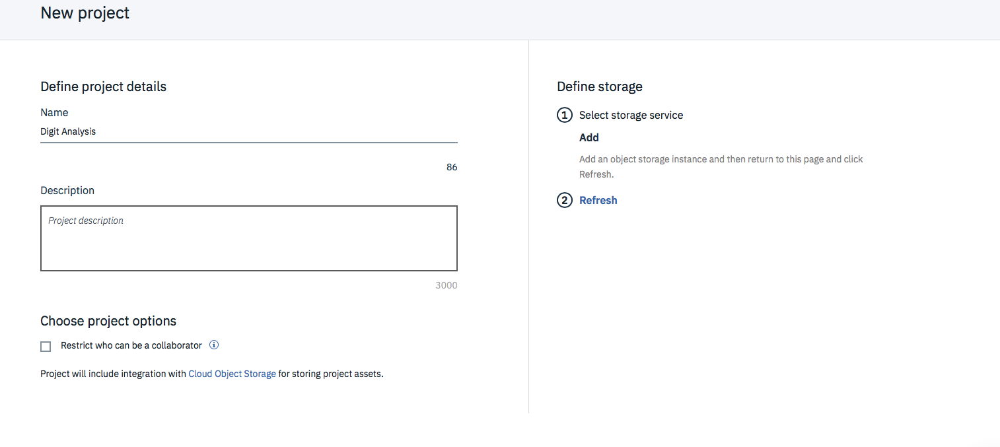 New project
Define project details
Name
Digit Analysis
86
Description
Project description
3000
Choose project options
Restrict who can be a collaborator
Project will include integration with Cloud Object Storage for storing project assets.
Define storage
1 Select storage service
Add
Add an object storage instance and then return to this page and click
Refresh.
2 Refresh